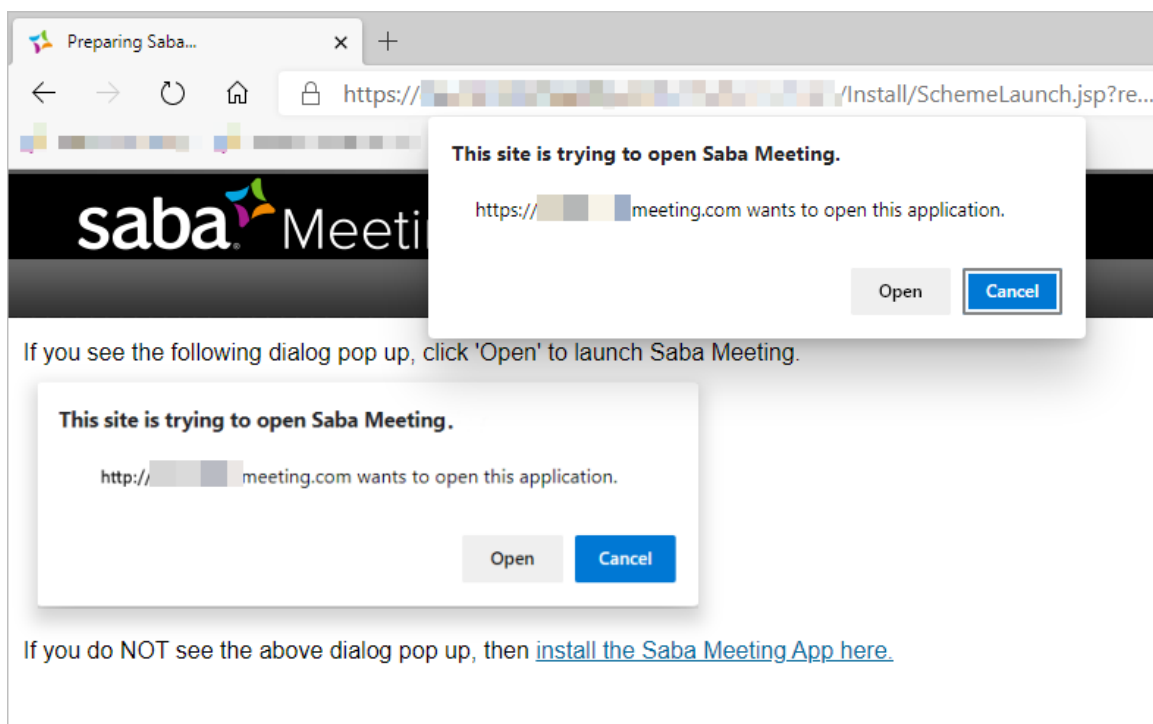 Preparing Saba...
https:// /Install/SchemeLaunch.jsp?re...
This site is trying to open Saba Meeting.
https:// meeting.com wants to open this application.
Open Cancel
saba Meeti
If you see the following dialog pop up, click 'Open' to launch Saba Meeting.
This site is trying to open Saba Meeting.
http:// meeting.com wants to open this application.
Open Cancel
If you do NOT see the above dialog pop up, then install the Saba Meeting App here.